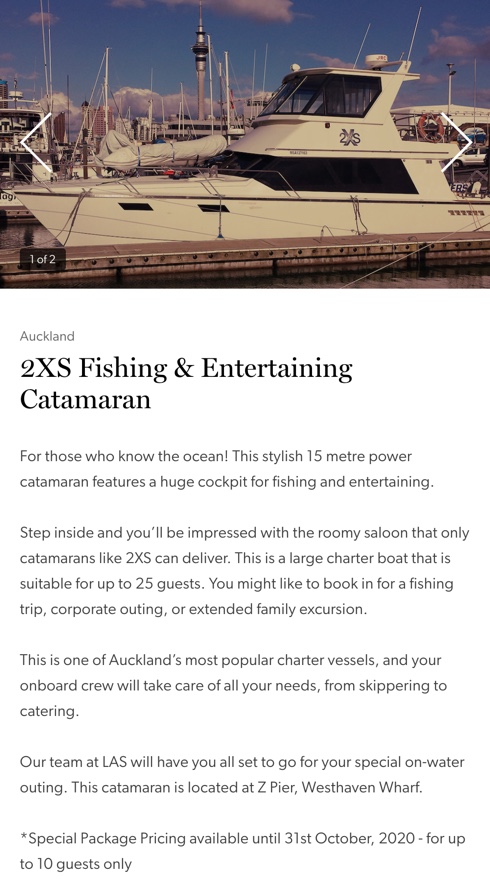 2XS
1 of 2
Auckland
2XS Fishing & Entertaining
Catamaran
For those who know the ocean! This stylish 15 metre power
catamaran features a huge cockpit for fishing and entertaining.
Step inside and you’ll be impressed with the roomy saloon that only
catamarans like 2XS can deliver. This is a large charter boat that is
suitable for up to 25 guests. You might like to book in for a fishing
trip, corporate outing, or extended family excursion.
This is one of Auckland’s most popular charter vessels, and your
onboard crew will take care of all your needs, from skippering to
catering.
Our team at LAS will have you all set to go for your special on-water
outing. This catamaran is located at Z Pier, Westhaven Wharf.
*Special Package Pricing available until 31st October, 2020 - for up
to 10 guests only